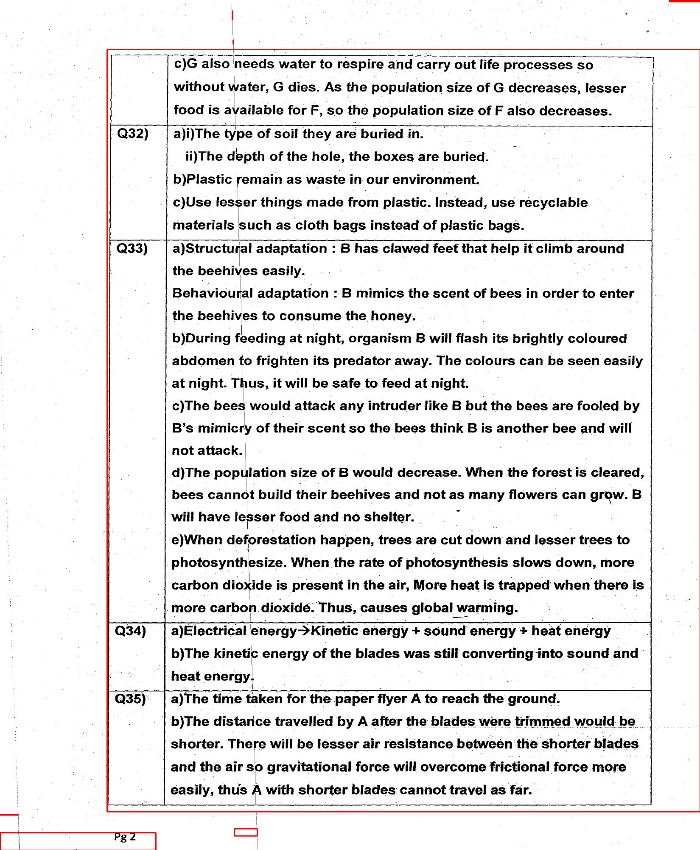 c)G also needs water to respire and carry out life processes so
without water, G dies. As the population size of G decreases, lesser
food is available for F, so the population size of F also decreases.
Q32) a)i)The type of soil they are buried in.
ii)The depth of the hole, the boxes are buried.
b)Plastic remain as waste in our environment.
c)Use lesser things made from plastic. Instead, use recyclable
materials such as cloth bags instead of plastic bags.
Q33) a)Structural adaptation : B has clawed feet that help it climb around
the beehives easily.
Behavioural adaptation : B mimics the scent of bees in order to enter
the beehives to consume the honey.
b)During feeding at night, organism B will flash its brightly coloured
abdomen to frighten its predator away. The colours can be seen easily
at night. Thus, it will be safe to feed at night.
c)The bees would attack any intruder like B but the bees are fooled by
B's mimicry of their scent so the bees think B is another bee and will
not attack.
d)The population size of B would decrease. When the forest is cleared,
bees cannot build their beehives and not as many flowers can grow. B
will have lesser food and no shelter.
e)When deforestation happen, trees are cut down and lesser trees to
photosynthesize. When the rate of photosynthesis slows down, more
carbon dioxide is present in the air, More heat is trapped when there is
more carbon dioxide. Thus, causes global warming.
Q34) a)Electrical energy→Kinetic energy + sound energy + heat energy
b)The kinetic energy of the blades was still converting into sound and
heat energy.
Q35) a)The time taken for the paper flyer A to reach the ground.
b)The distance travelled by A after the blades were trimmed would be
shorter. There will be lesser air resistance between the shorter blades
and the air so gravitational force will overcome frictional force more
easily, thus A with shorter blades cannot travel as far.
Pg 2